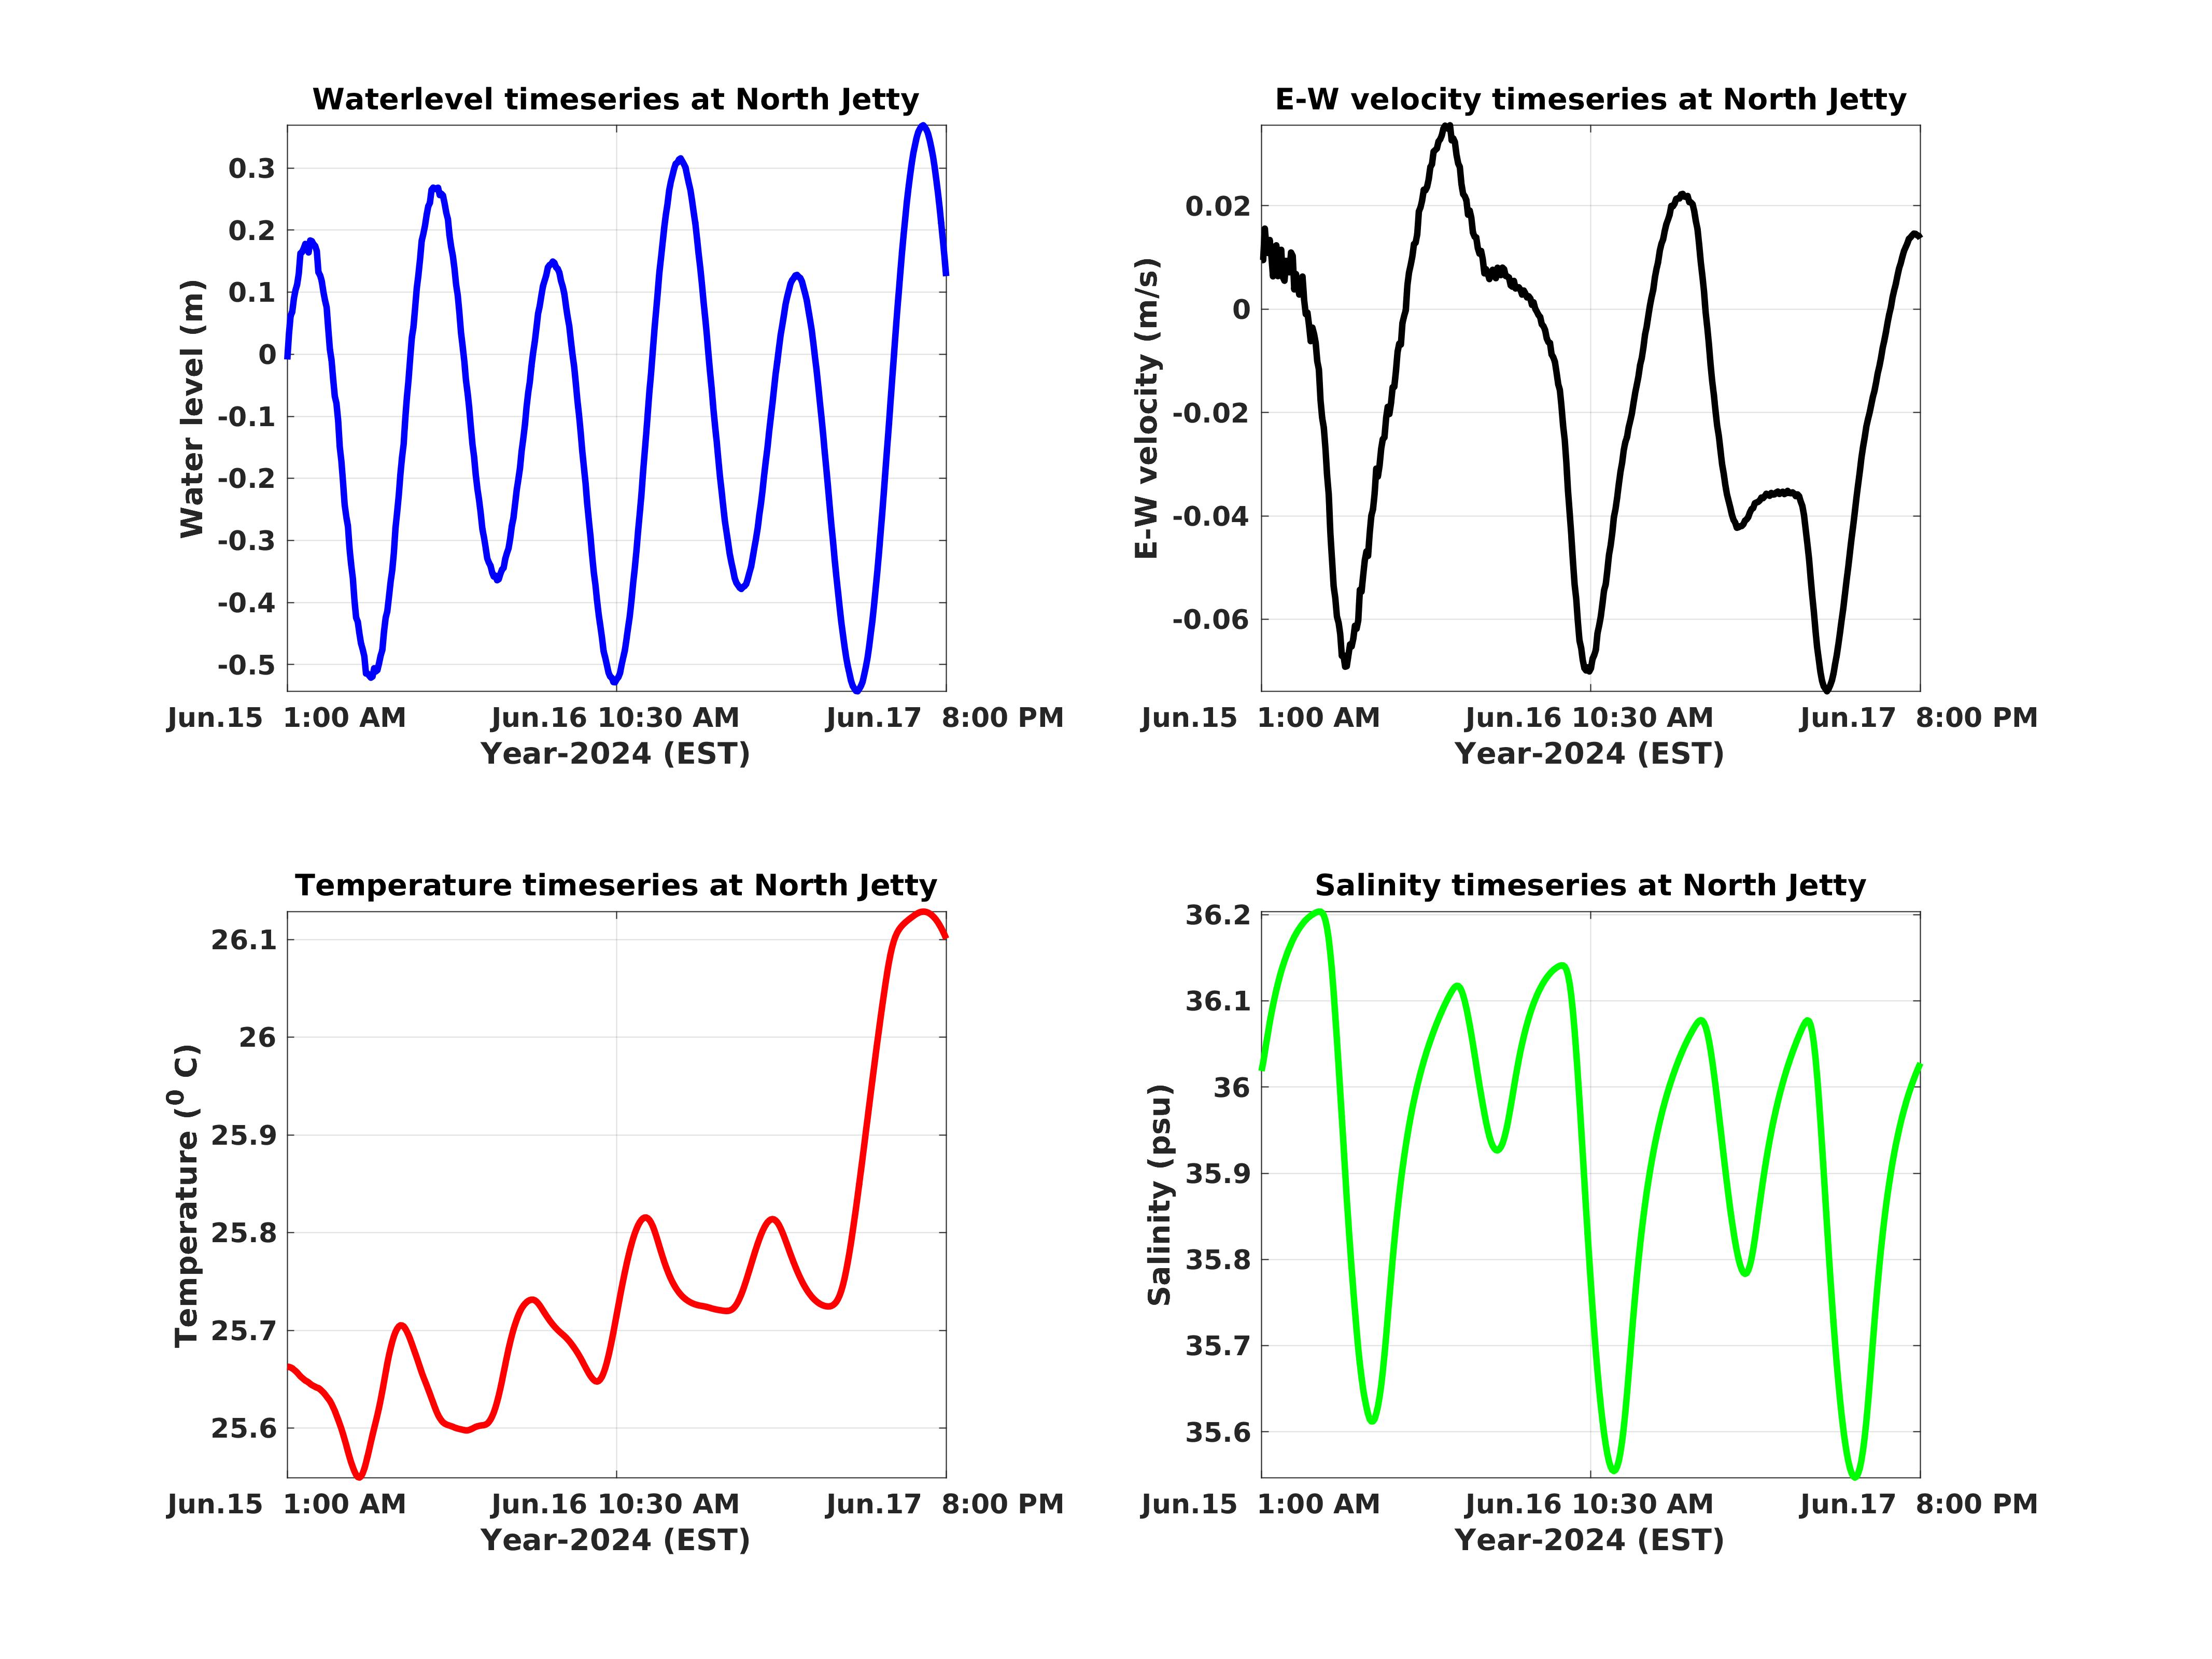 Waterlevel timeseries at North Jetty
Water level (m)
0.3
0.2
0.1
0
-0.1
-0.2
-0.3
-0.4
-0.5
Jun.15 1:00 AM
Jun.16 10:30 AM
Jun.17 8:00 PM
Year-2024 (EST)
E-W velocity timeseries at North Jetty
E-W velocity (m/s)
0.02
0
-0.02
-0.04
-0.06
Jun.15 1:00 AM
Jun.16 10:30 AM
Jun.17 8:00 PM
Year-2024 (EST)
Temperature timeseries at North Jetty
Temperature (⁰ C)
26.1
26
25.9
25.8
25.7
25.6
Jun.15 1:00 AM
Jun.16 10:30 AM
Jun.17 8:00 PM
Year-2024 (EST)
Salinity timeseries at North Jetty
Salinity (psu)
36.2
36.1
36
35.9
35.8
35.7
35.6
Jun.15 1:00 AM
Jun.16 10:30 AM
Jun.17 8:00 PM
Year-2024 (EST)